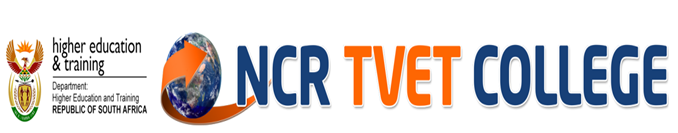 higher education
& training
Department:
Higher Education and Training
REPUBLIC OF SOUTH AFRICA
NCR TVET COLLEGE